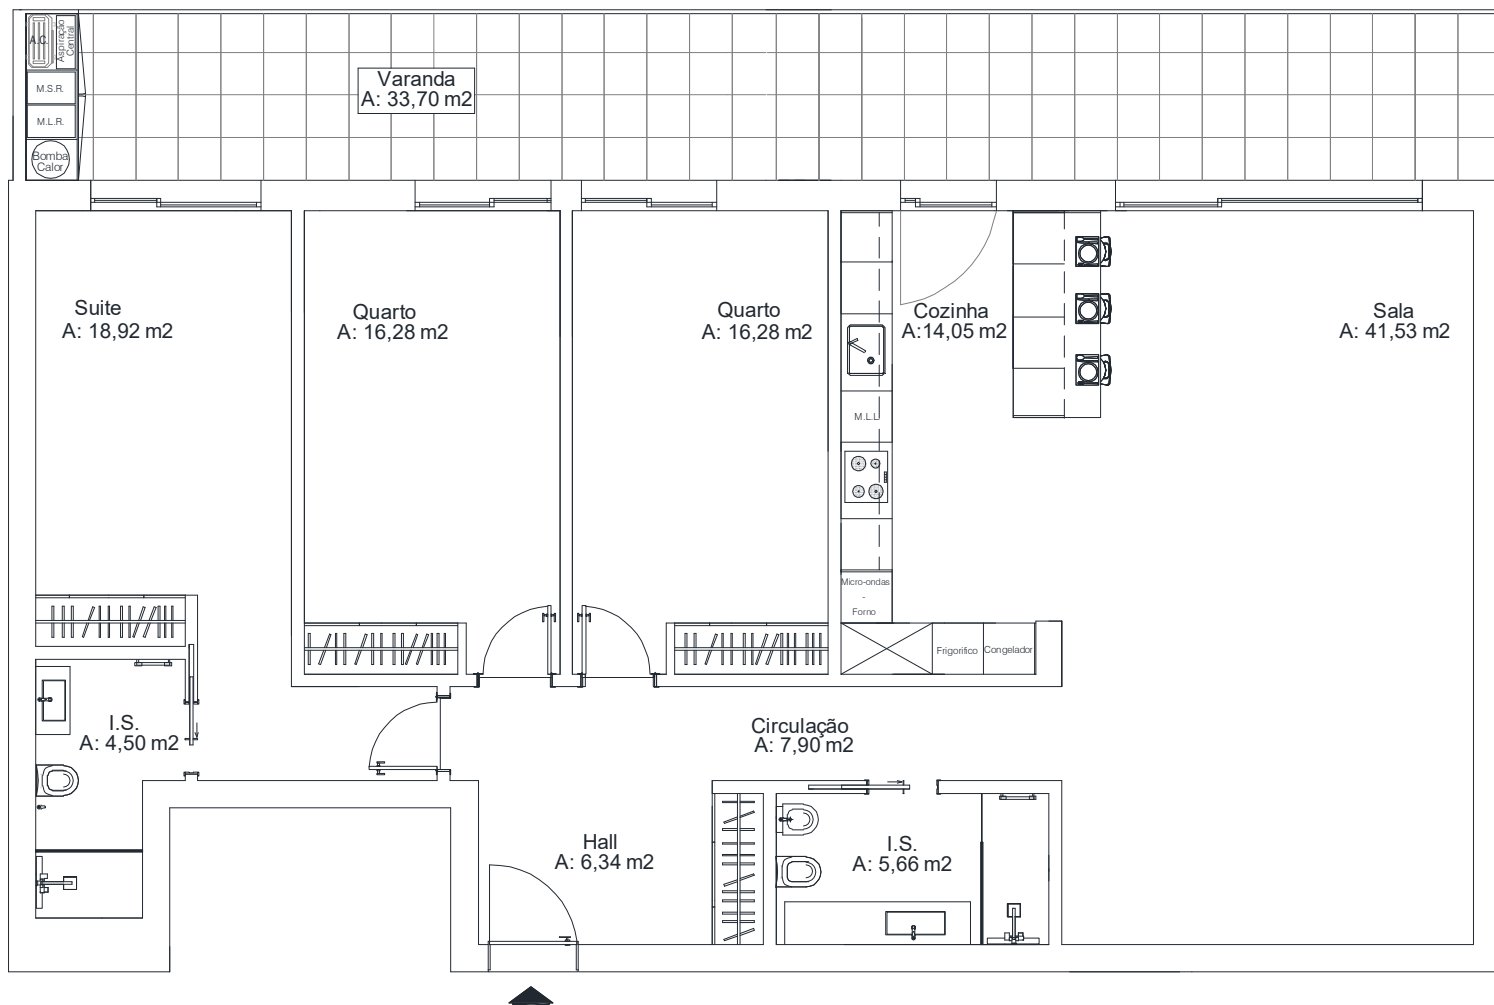 A.C.
Aspiração
Central
M.S.R.
M.L.R.
Bomba
Calor
Varanda
A: 33,70 m2
Suite
A: 18,92 m2
Quarto
A: 16,28 m2
Quarto
A: 16,28 m2
Cozinha
A:14,05 m2
Sala
A: 41,53 m2
M.L.L
Micro-ondas
-
Forno
Frigorifico
Congelador
I.S.
A: 4,50 m2
Circulação
A: 7,90 m2
Hall
A: 6,34 m2
I.S.
A: 5,66 m2